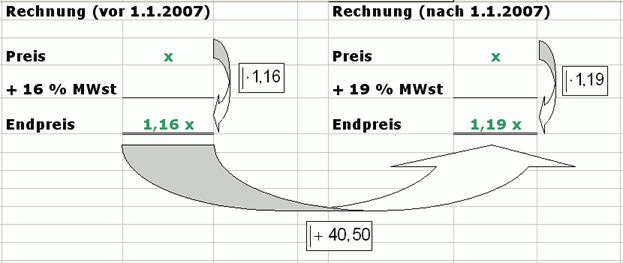 Rechnung (vor 1.1.2007) Rechnung (nach 1.1.2007)
Preis x Preis x
|·1,16 |·1,19
+ 16 % MWst + 19 % MWst
Endpreis 1,16 x Endpreis 1,19 x
|+ 40,50